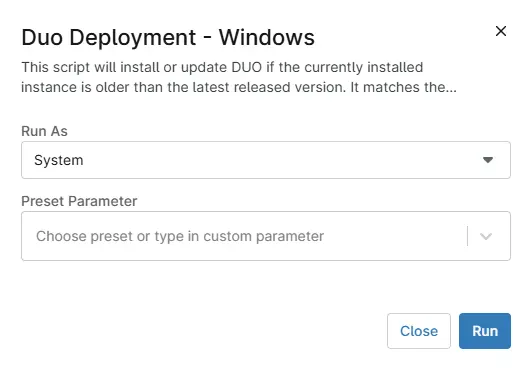 Duo Deployment - Windows
This script will install or update DUO if the currently installed
instance is older than the latest released version. It matches the...
Run As
System
Preset Parameter
Choose preset or type in custom parameter
Close
Run